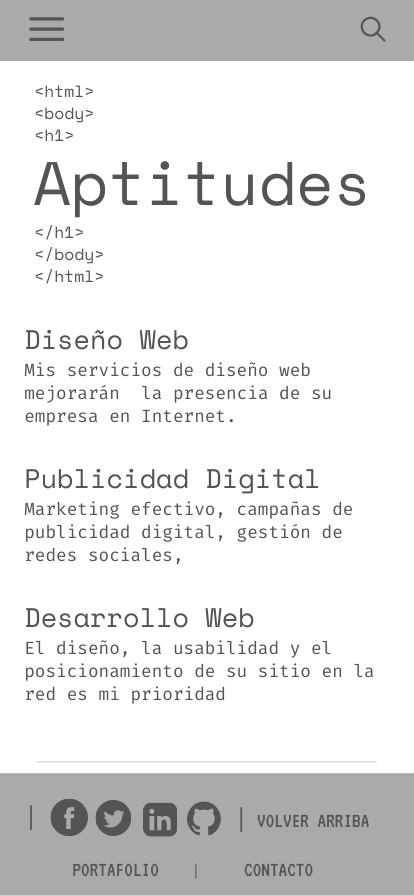 <html>
<body>
<h1>
Aptitudes
</h1>
</body>
</html>
Diseño Web
Mis servicios de diseño web
mejorarán  la presencia de su
empresa en Internet.
Publicidad Digital
Marketing efectivo, campañas de
publicidad digital, gestión de
redes sociales,
Desarrollo Web
El diseño, la usabilidad y el
posicionamiento de su sitio en la
red es mi prioridad
| f in | VOLVER ARRIBA
PORTAFOLIO | CONTACTO